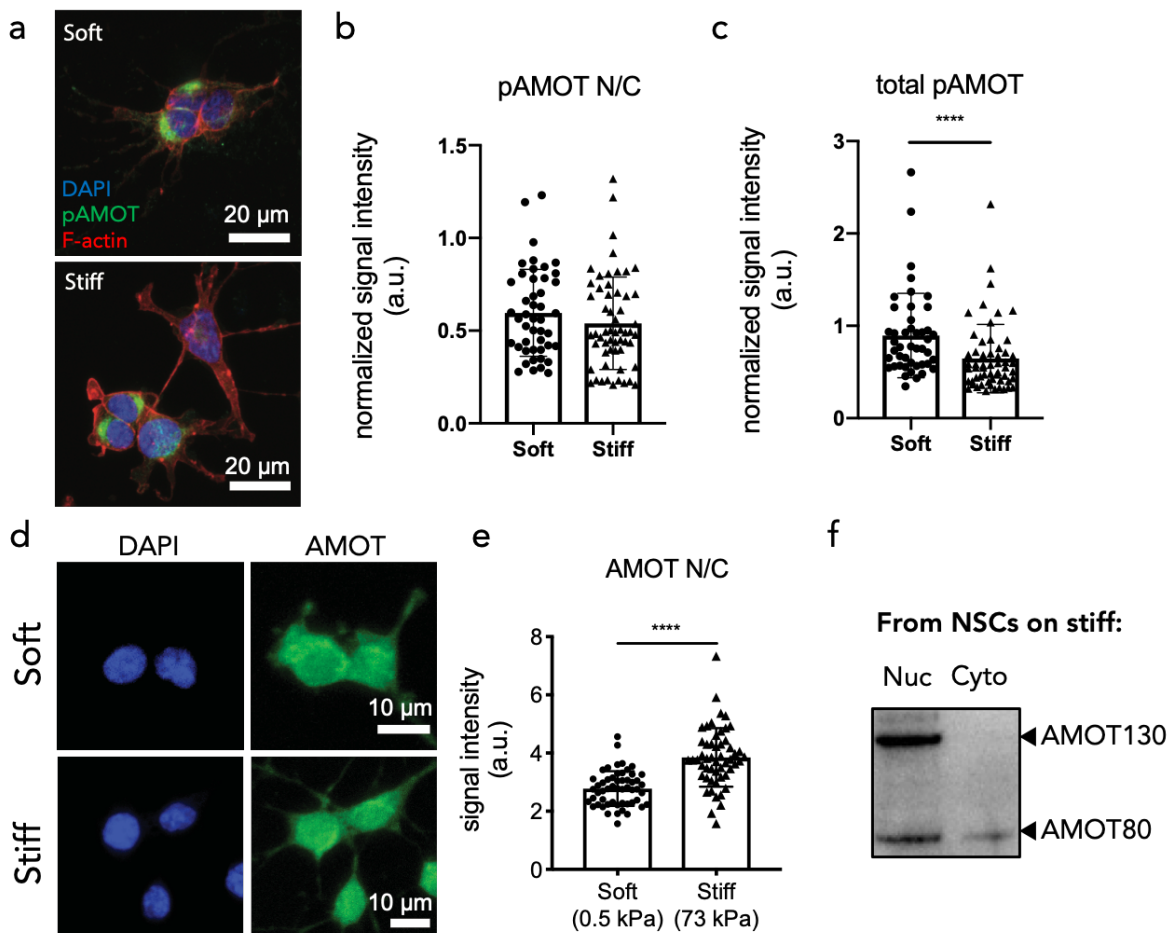 a
Soft
DAPI
pAMOT
F-actin
20 µm
Stiff
20 µm
b
pAMOT N/C
normalized signal intensity
(a.u.)
1.5
1.0
0.5
0.0
Soft
Stiff
c
total pAMOT
****
normalized signal intensity
(a.u.)
3
2
1
0
Soft
Stiff
d
DAPI
AMOT
Soft
10 µm
Stiff
10 µm
e
AMOT N/C
****
signal intensity
(a.u.)
8
6
4
2
0
Soft
(0.5 kPa)
Stiff
(73 kPa)
f
From NSCs on stiff:
Nuc
Cyto
AMOT130
AMOT80